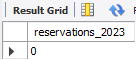 Result Grid
reservations_2023
0